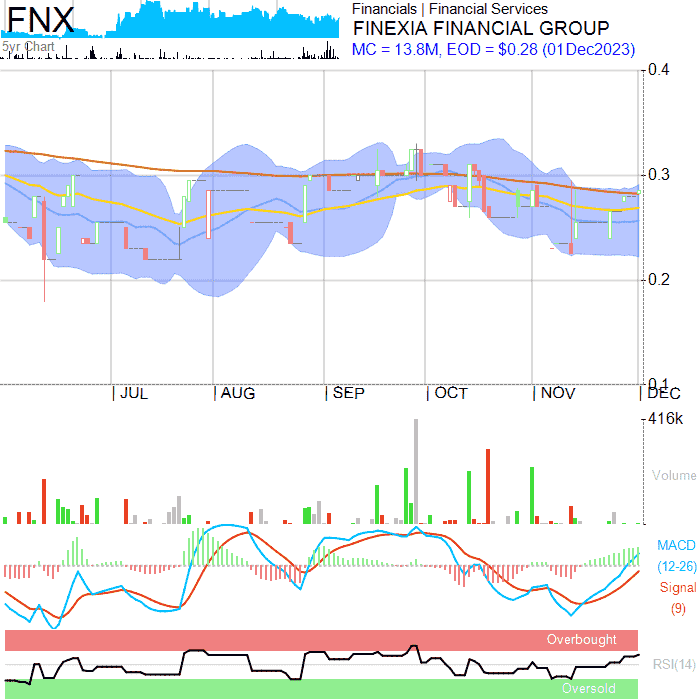 FNX
5yr Chart
Financials | Financial Services
FINEXIA FINANCIAL GROUP
MC = 13.8M, EOD = $0.28 (01Dec2023)
0.4
0.3
0.2
0.1
JUL
AUG
SEP
OCT
NOV
DEC
416k
Volume
MACD
(12-26)
Signal
(9)
Overbought
RSI(14)
Oversold